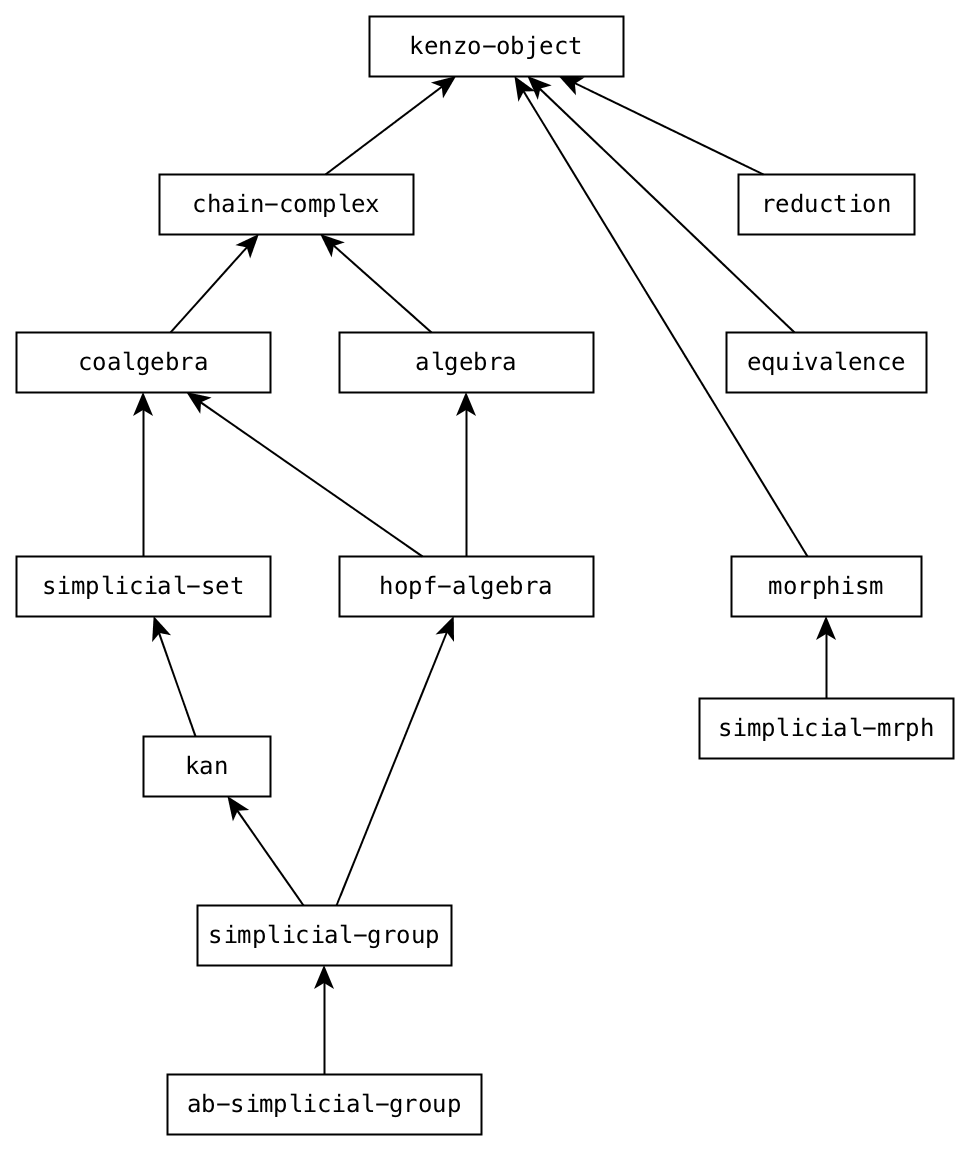 kenzo-object
chain-complex
reduction
coalgebra
algebra
equivalence
simplicial-set
hopf-algebra
morphism
simplicial-mrph
kan
simplicial-group
ab-simplicial-group